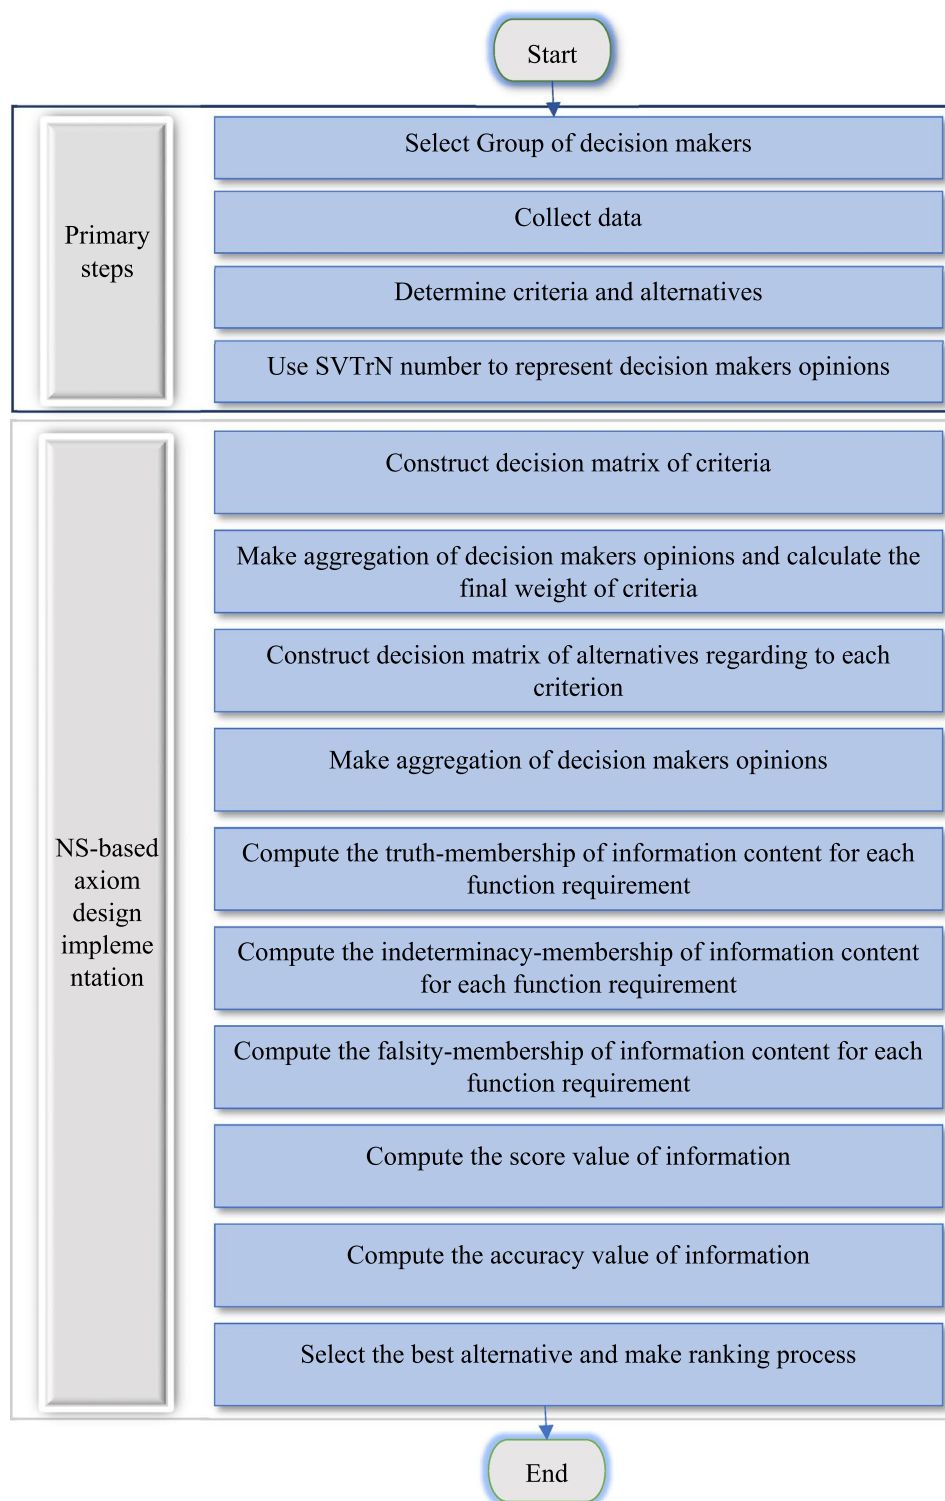 Start
Primary
steps
Select Group of decision makers
Collect data
Determine criteria and alternatives
Use SVTrN number to represent decision makers opinions
NS-based
axiom
design
impleme
ntation
Construct decision matrix of criteria
Make aggregation of decision makers opinions and calculate the
final weight of criteria
Construct decision matrix of alternatives regarding to each
criterion
Make aggregation of decision makers opinions
Compute the truth-membership of information content for each
function requirement
Compute the indeterminacy-membership of information content
for each function requirement
Compute the falsity-membership of information content for each
function requirement
Compute the score value of information
Compute the accuracy value of information
Select the best alternative and make ranking process
End